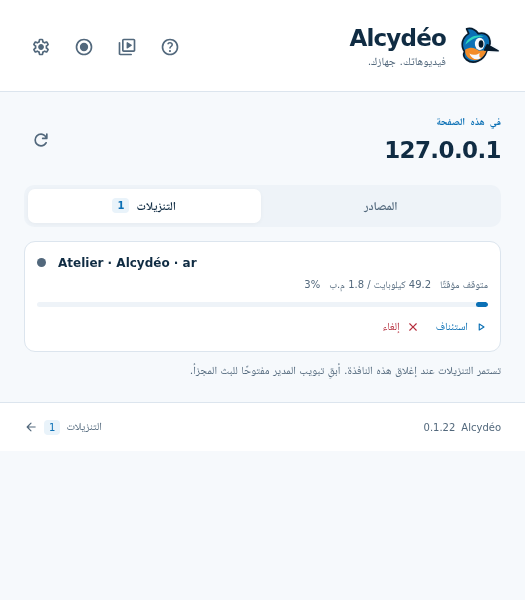 Alcydéo
فيديوهاتك. جهازك.
في هذه الصفحة
127.0.0.1
المصادر
التنزيلات 1
Atelier · Alcydéo · ar
متوقف مؤقتًا 49.2 كيلوبايت / 1.8 م.ب 3%
استئناف إلغاء
تستمر التنزيلات عند إغلاق هذه النافذة. أبقِ تبويب المدير مفتوحًا للبث المجزأ.
Alcydéo 0.1.22
التنزيلات 1